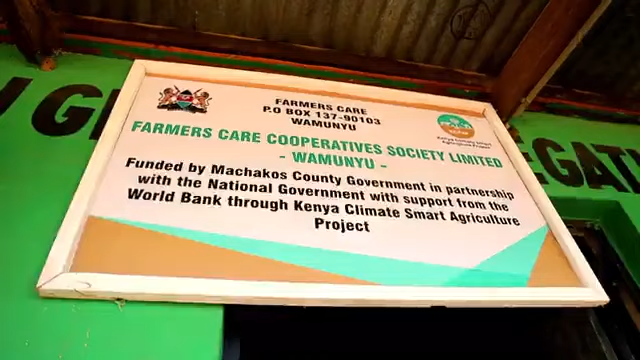 FARMERS CARE
P.O BOX 137-90103
WAMUNYU
FARMERS CARE COOPERATIVES SOCIETY LIMITED
- WAMUNYU -
Funded by Machakos County Government in partnership
with the National Government with support from the
World Bank through Kenya Climate Smart Agriculture
Project